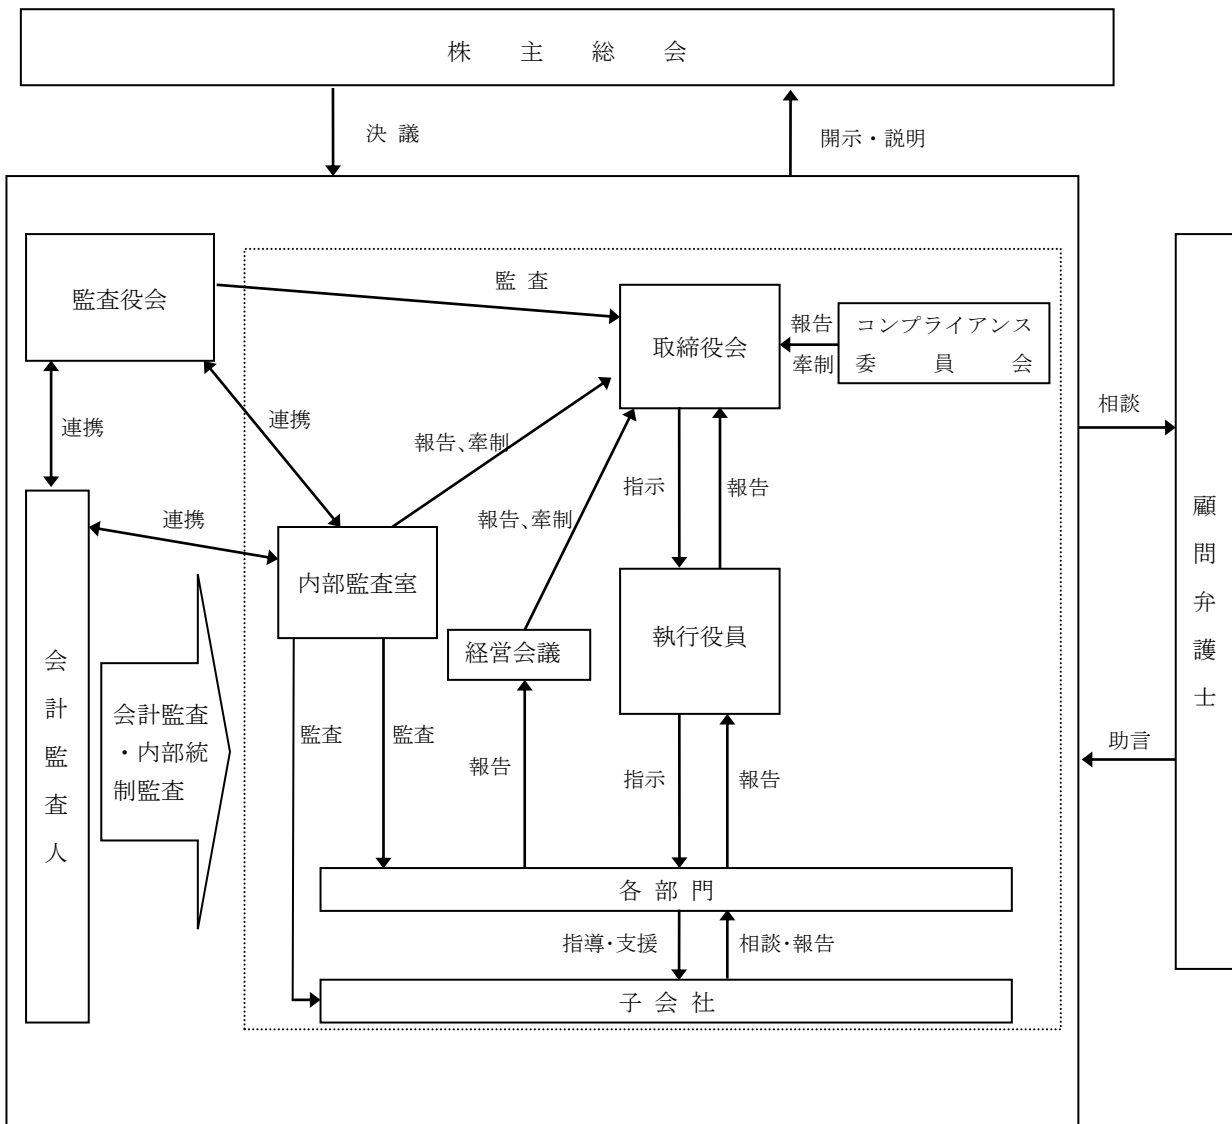 株 主 総 会
決 議
開示・説明
監査役会
監 査
取締役会
報告
牽制
コンプライアンス
委 員 会
連携
連携
報告、牽制
指示
報告
相談
連携
報告、牽制
内部監査室
経営会議
執行役員
顧問弁護士
会計監査人
会計監査
・内部統
制監査
監査
監査
報告
指示
報告
助言
各 部 門
指導・支援
相談・報告
子 会 社